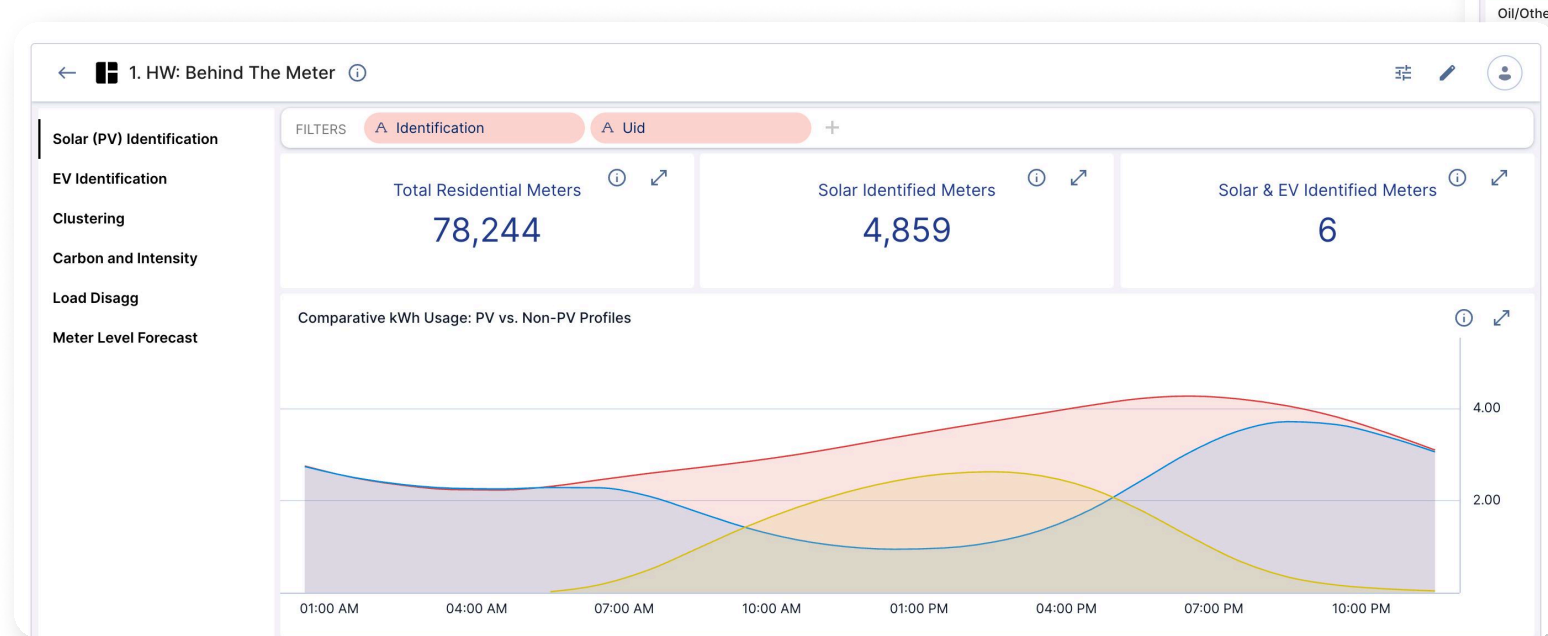 Oil/Othe
1. HW: Behind The Meter
Solar (PV) Identification
EV Identification
Clustering
Carbon and Intensity
Load Disagg
Meter Level Forecast
FILTERS A Identification A Uid
Total Residential Meters
78,244
Solar Identified Meters
4,859
Solar & EV Identified Meters
6
Comparative kWh Usage: PV vs. Non-PV Profiles
4.00
2.00
01:00 AM 04:00 AM 07:00 AM 10:00 AM 01:00 PM 04:00 PM 07:00 PM 10:00 PM